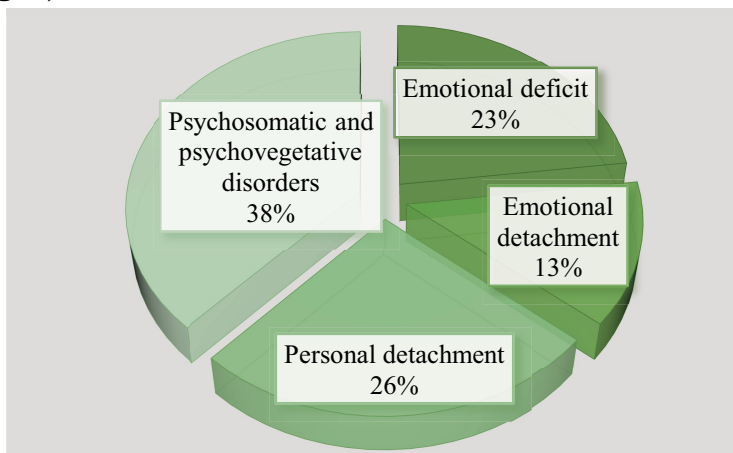 Emotional deficit
23%
Psychosomatic and
psychovegetative
disorders
38%
Emotional
detachment
13%
Personal detachment
26%